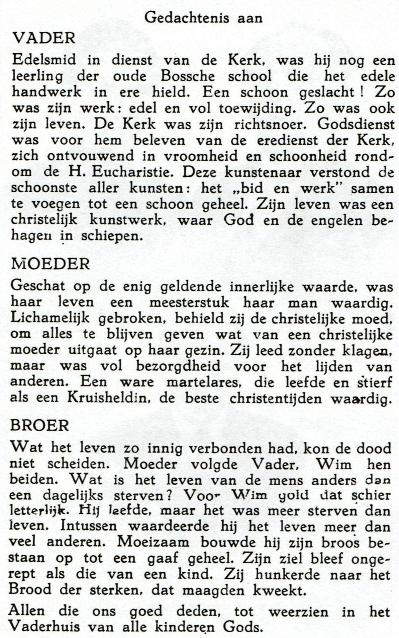 Gedachtenis aan
VADER
Edelsmid in dienst van de Kerk, was hij nog een
leerling der oude Bossche school die het edele
handwerk in ere hield. Een schoon geslacht! Zo
was zijn werk: edel en vol toewijding. Zo was ook
zijn leven. De Kerk was zijn richtsnoer. Godsdienst
was voor hem beleven van de eredienst der Kerk,
zich ontvouwend in vroomheid en schoonheid rond-
om de H. Eucharistie. Deze kunstenaar verstond de
schoonste aller kunsten: het „bid en werk" samen
te voegen tot een schoon geheel. Zijn leven was een
christelijk kunstwerk, waar God en de engelen be-
hagen in schiepen.
MOEDER
Geschat op de enig geldende innerlijke waarde, was
haar leven een meesterstuk haar man waardig.
Lichamelijk gebroken, behield zij de christelijke moed,
om alles te blijven geven wat van een christelijke
moeder uitgaat op haar gezin. Zij leed zonder klagen,
maar was vol bezorgdheid voor het lijden van
anderen. Een ware martelares, die leefde en stierf
als een Kruisheldin, de beste christentijden waardig.
BROER
Wat het leven zo innig verbonden had, kon de dood
niet scheiden. Moeder volgde Vader, Wim hen
beiden. Wat is het leven van de mens anders dan
een dagelijks sterven? Voor Wim gold dat schier
letterlijk. Hij leefde, maar het was meer sterven dan
leven. Intussen waardeerde hij het leven meer dan
veel anderen. Moeizaam bouwde hij zijn broos be-
staan op tot een gaaf geheel. Zijn ziel bleef onge-
rept als die van een kind. Zij hunkerde naar het
Brood der sterken, dat maagden kweekt.
Allen die ons goed deden, tot weerzien in het
Vaderhuis van alle kinderen Gods.